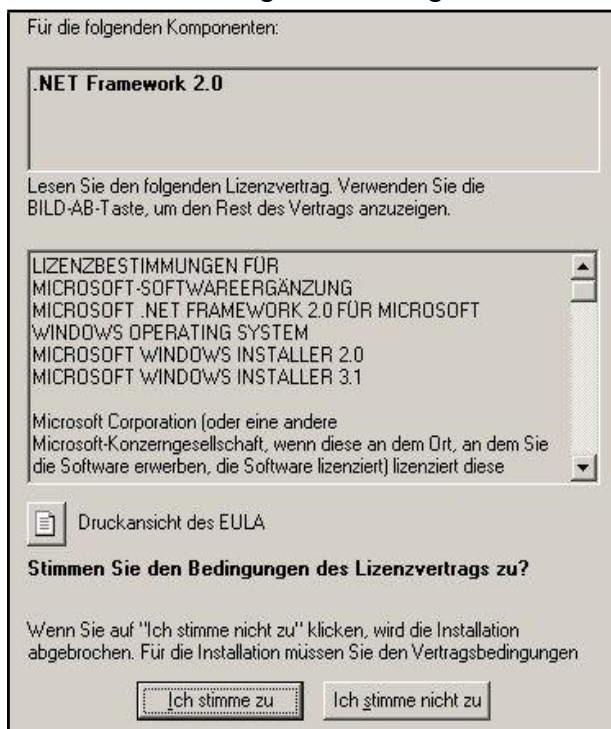 Für die folgenden Komponenten:
.NET Framework 2.0
Lesen Sie den folgenden Lizenzvertrag. Verwenden Sie die
BILD-AB-Taste, um den Rest des Vertrags anzuzeigen.
LIZENZBESTIMMUNGEN FÜR
MICROSOFT-SOFTWAREERGÄNZUNG
MICROSOFT .NET FRAMEWORK 2.0 FÜR MICROSOFT
WINDOWS OPERATING SYSTEM
MICROSOFT WINDOWS INSTALLER 2.0
MICROSOFT WINDOWS INSTALLER 3.1
Microsoft Corporation (oder eine andere
Microsoft-Konzerngesellschaft, wenn diese an dem Ort, an dem Sie
die Software erwerben, die Software lizenziert) lizenziert diese
Druckansicht des EULA
Stimmen Sie den Bedingungen des Lizenzvertrags zu?
Wenn Sie auf "Ich stimme nicht zu" klicken, wird die Installation
abgebrochen. Für die Installation müssen Sie den Vertragsbedingungen
Ich stimme zu Ich stimme nicht zu